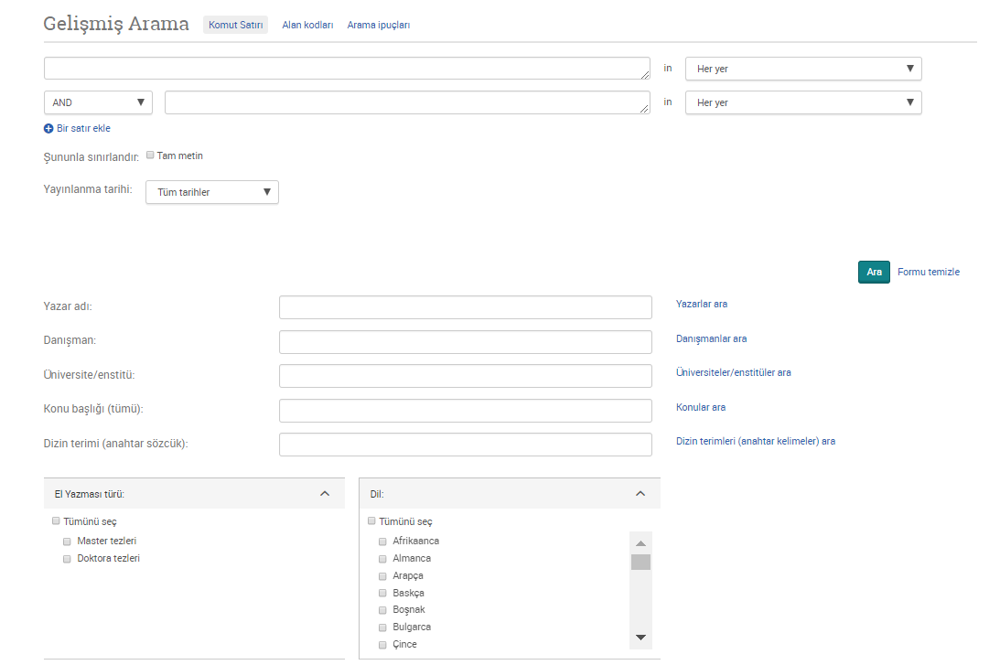 Gelişmiş Arama Komut Satırı Alan kodları Arama ipuçları
in Her yer
AND in Her yer
Bir satır ekle
Şununla sınırlandır: Tam metin
Yayınlanma tarihi: Tüm tarihler
Ara Formu temizle
Yazar adı: Yazarlar ara
Danışman: Danışmanlar ara
Üniversite/enstitü: Üniversiteler/enstitüler ara
Konu başlığı (tümü): Konular ara
Dizin terimi (anahtar sözcük): Dizin terimleri (anahtar kelimeler) ara
El Yazması türü:
Tümünü seç
Master tezleri
Doktora tezleri
Dil:
Tümünü seç
Afrikaanca
Almanca
Arapça
Baskça
Boşnak
Bulgarca
Çince